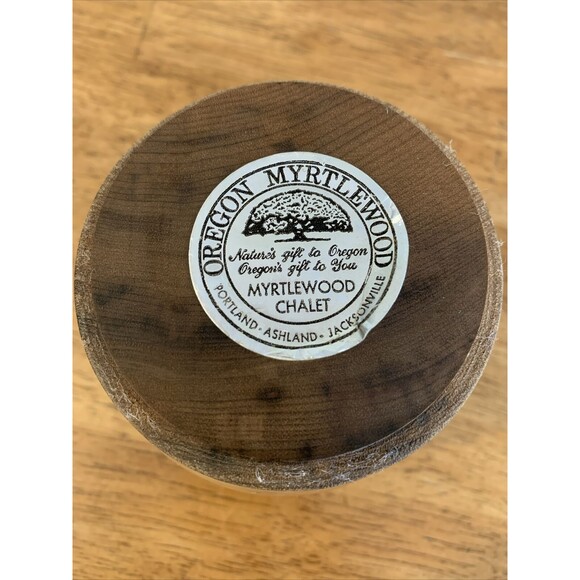 OREGON MYRTLEWOOD
Nature's gift to Oregon
Oregon's gift to You
MYRTLEWOOD
CHALET
PORTLAND · ASHLAND · JACKSONVILLE